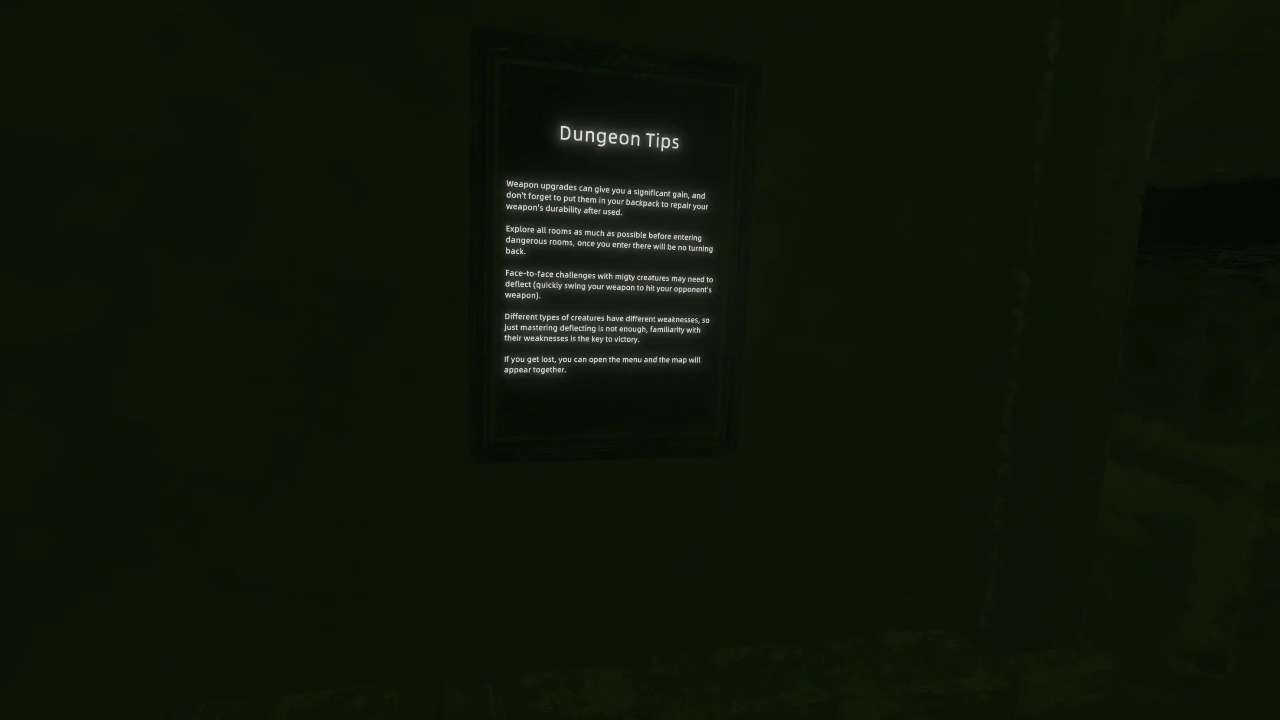 Dungeon Tips
Weapon upgrades can give you a significant gain, and
don't forget to put them in your backpack to repair your
weapon's durability after used.
Explore all rooms as much as possible before entering
dangerous rooms, once you enter there will be no turning
back.
Face-to-face challenges with migty creatures may need to
deflect (quickly swing your weapon to hit your opponent's
weapon).
Different types of creatures have different weaknesses, so
just mastering deflecting is not enough, familiarity with
their weaknesses is the key to victory.
If you get lost, you can open the menu and the map will
appear together.